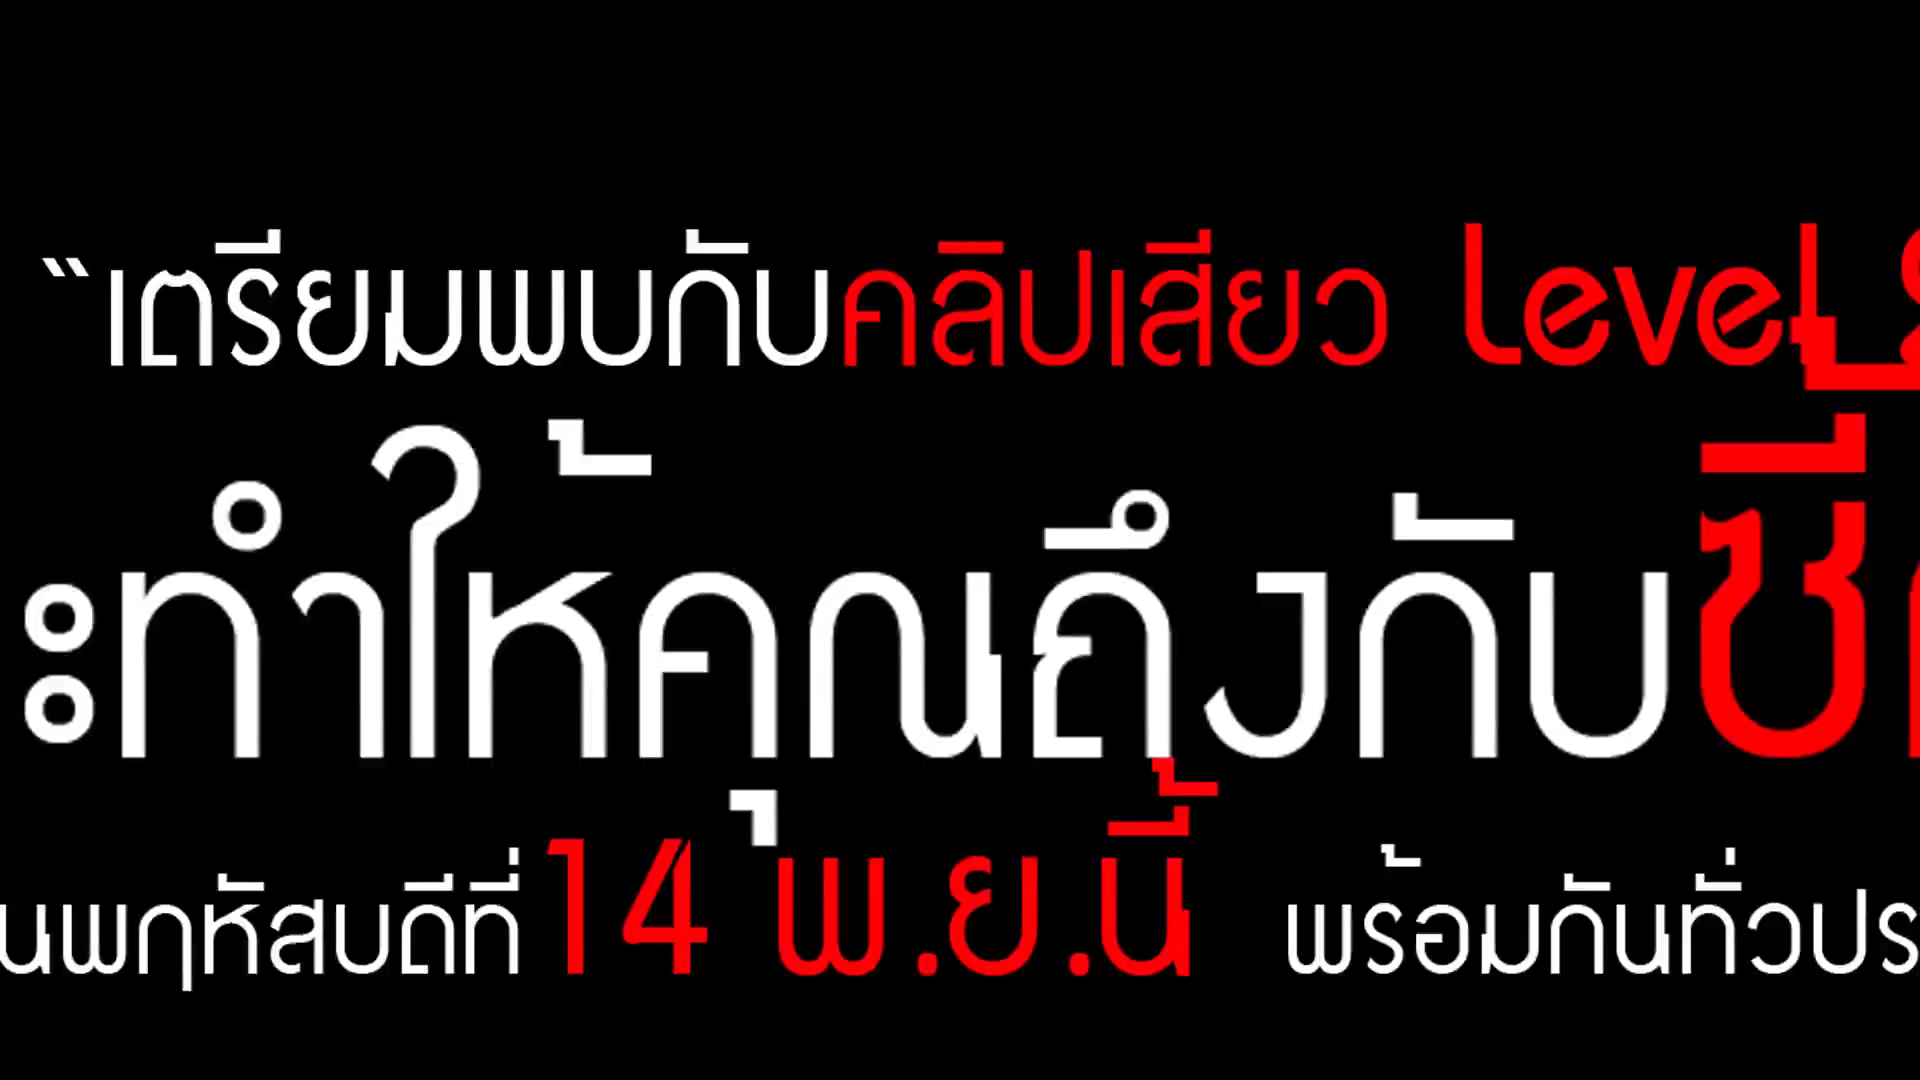 “เตรียมพบกับคลิปเสียว Level
ะทำให้คุณถึงกับชี้
นพฤหัสบดีที่ 14 พ.ย.นี้ พร้อมกันทั่วปร